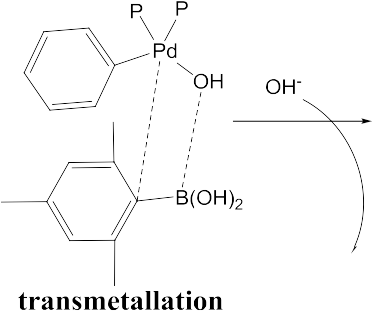 P P
Pd
OH
OH⁻
B(OH)₂
transmetallation